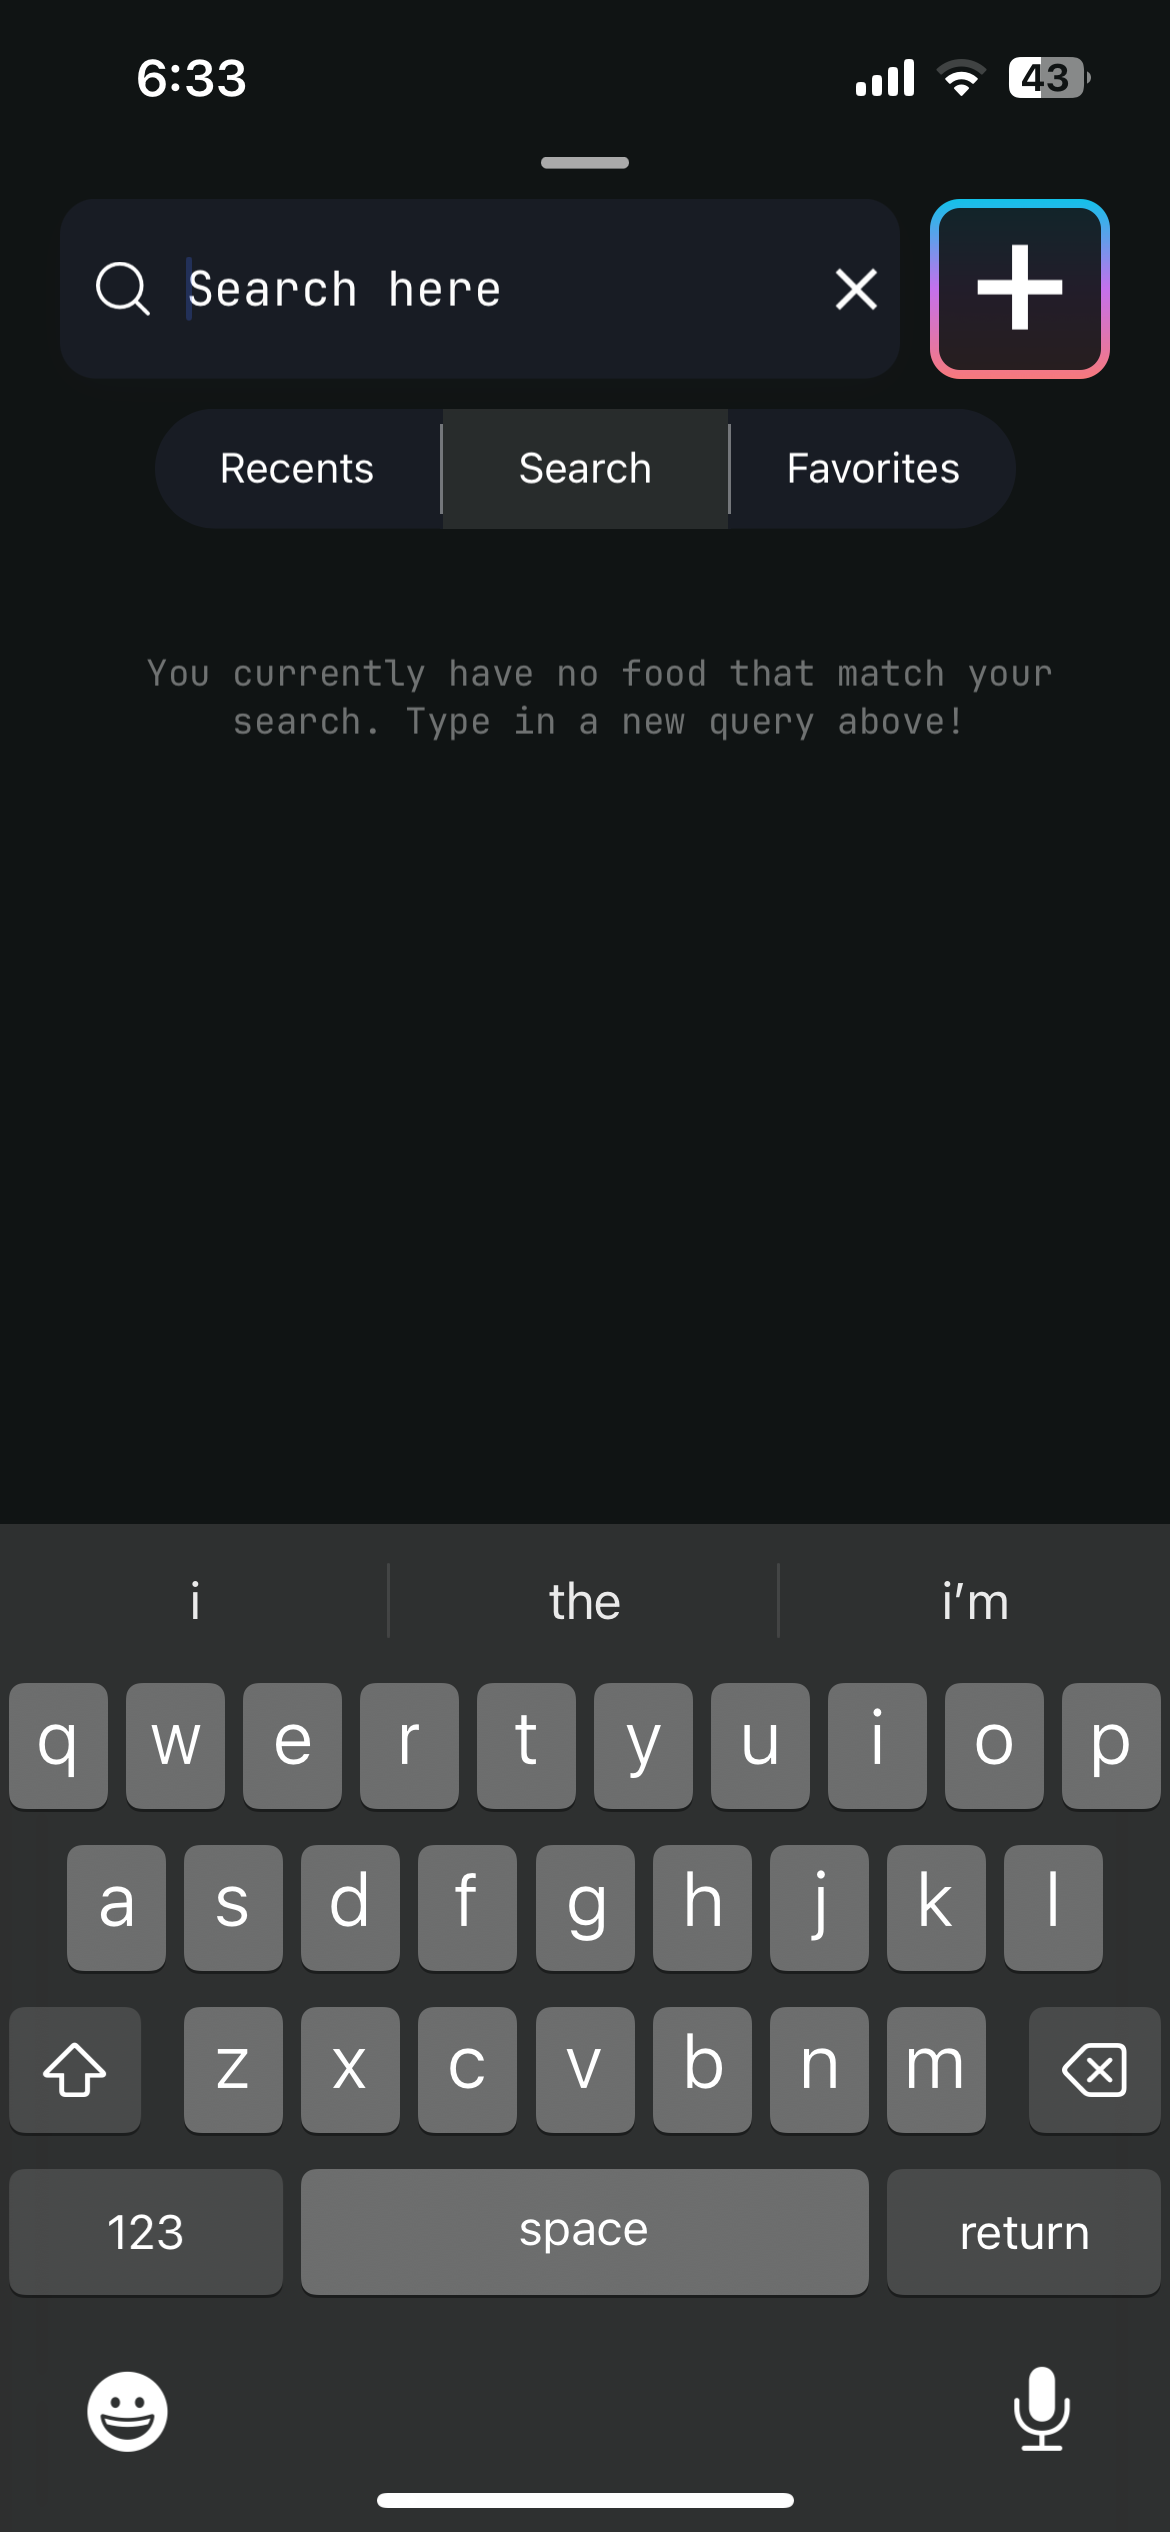 6:33
43
Search here
Recents Search Favorites
You currently have no food that match your
search. Type in a new query above!
i the i’m
q w e r t y u i o p
a s d f g h j k l
z x c v b n m
123 space return